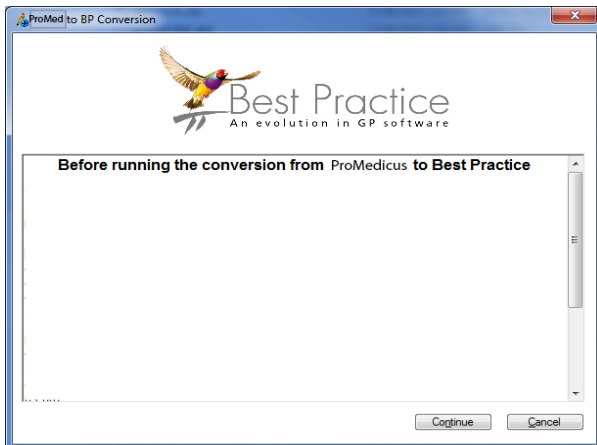 ProMed to BP Conversion
Best Practice
An evolution in GP software
Before running the conversion from ProMedicus to Best Practice
Continue
Cancel